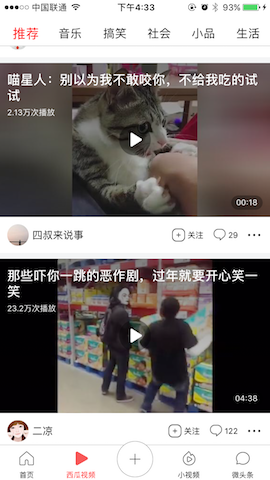 中国联通
下午4:33
93%
推荐 音乐 搞笑 社会 小品 生活
喵星人：别以为我不敢咬你，不给我吃的试
试
2.13万次播放
00:18
四叔来说事
关注
29
那些吓你一跳的恶作剧，过年就要开心笑一
笑
23.2万次播放
04:38
二凉
关注
122
首页 西瓜视频 小视频 微头条